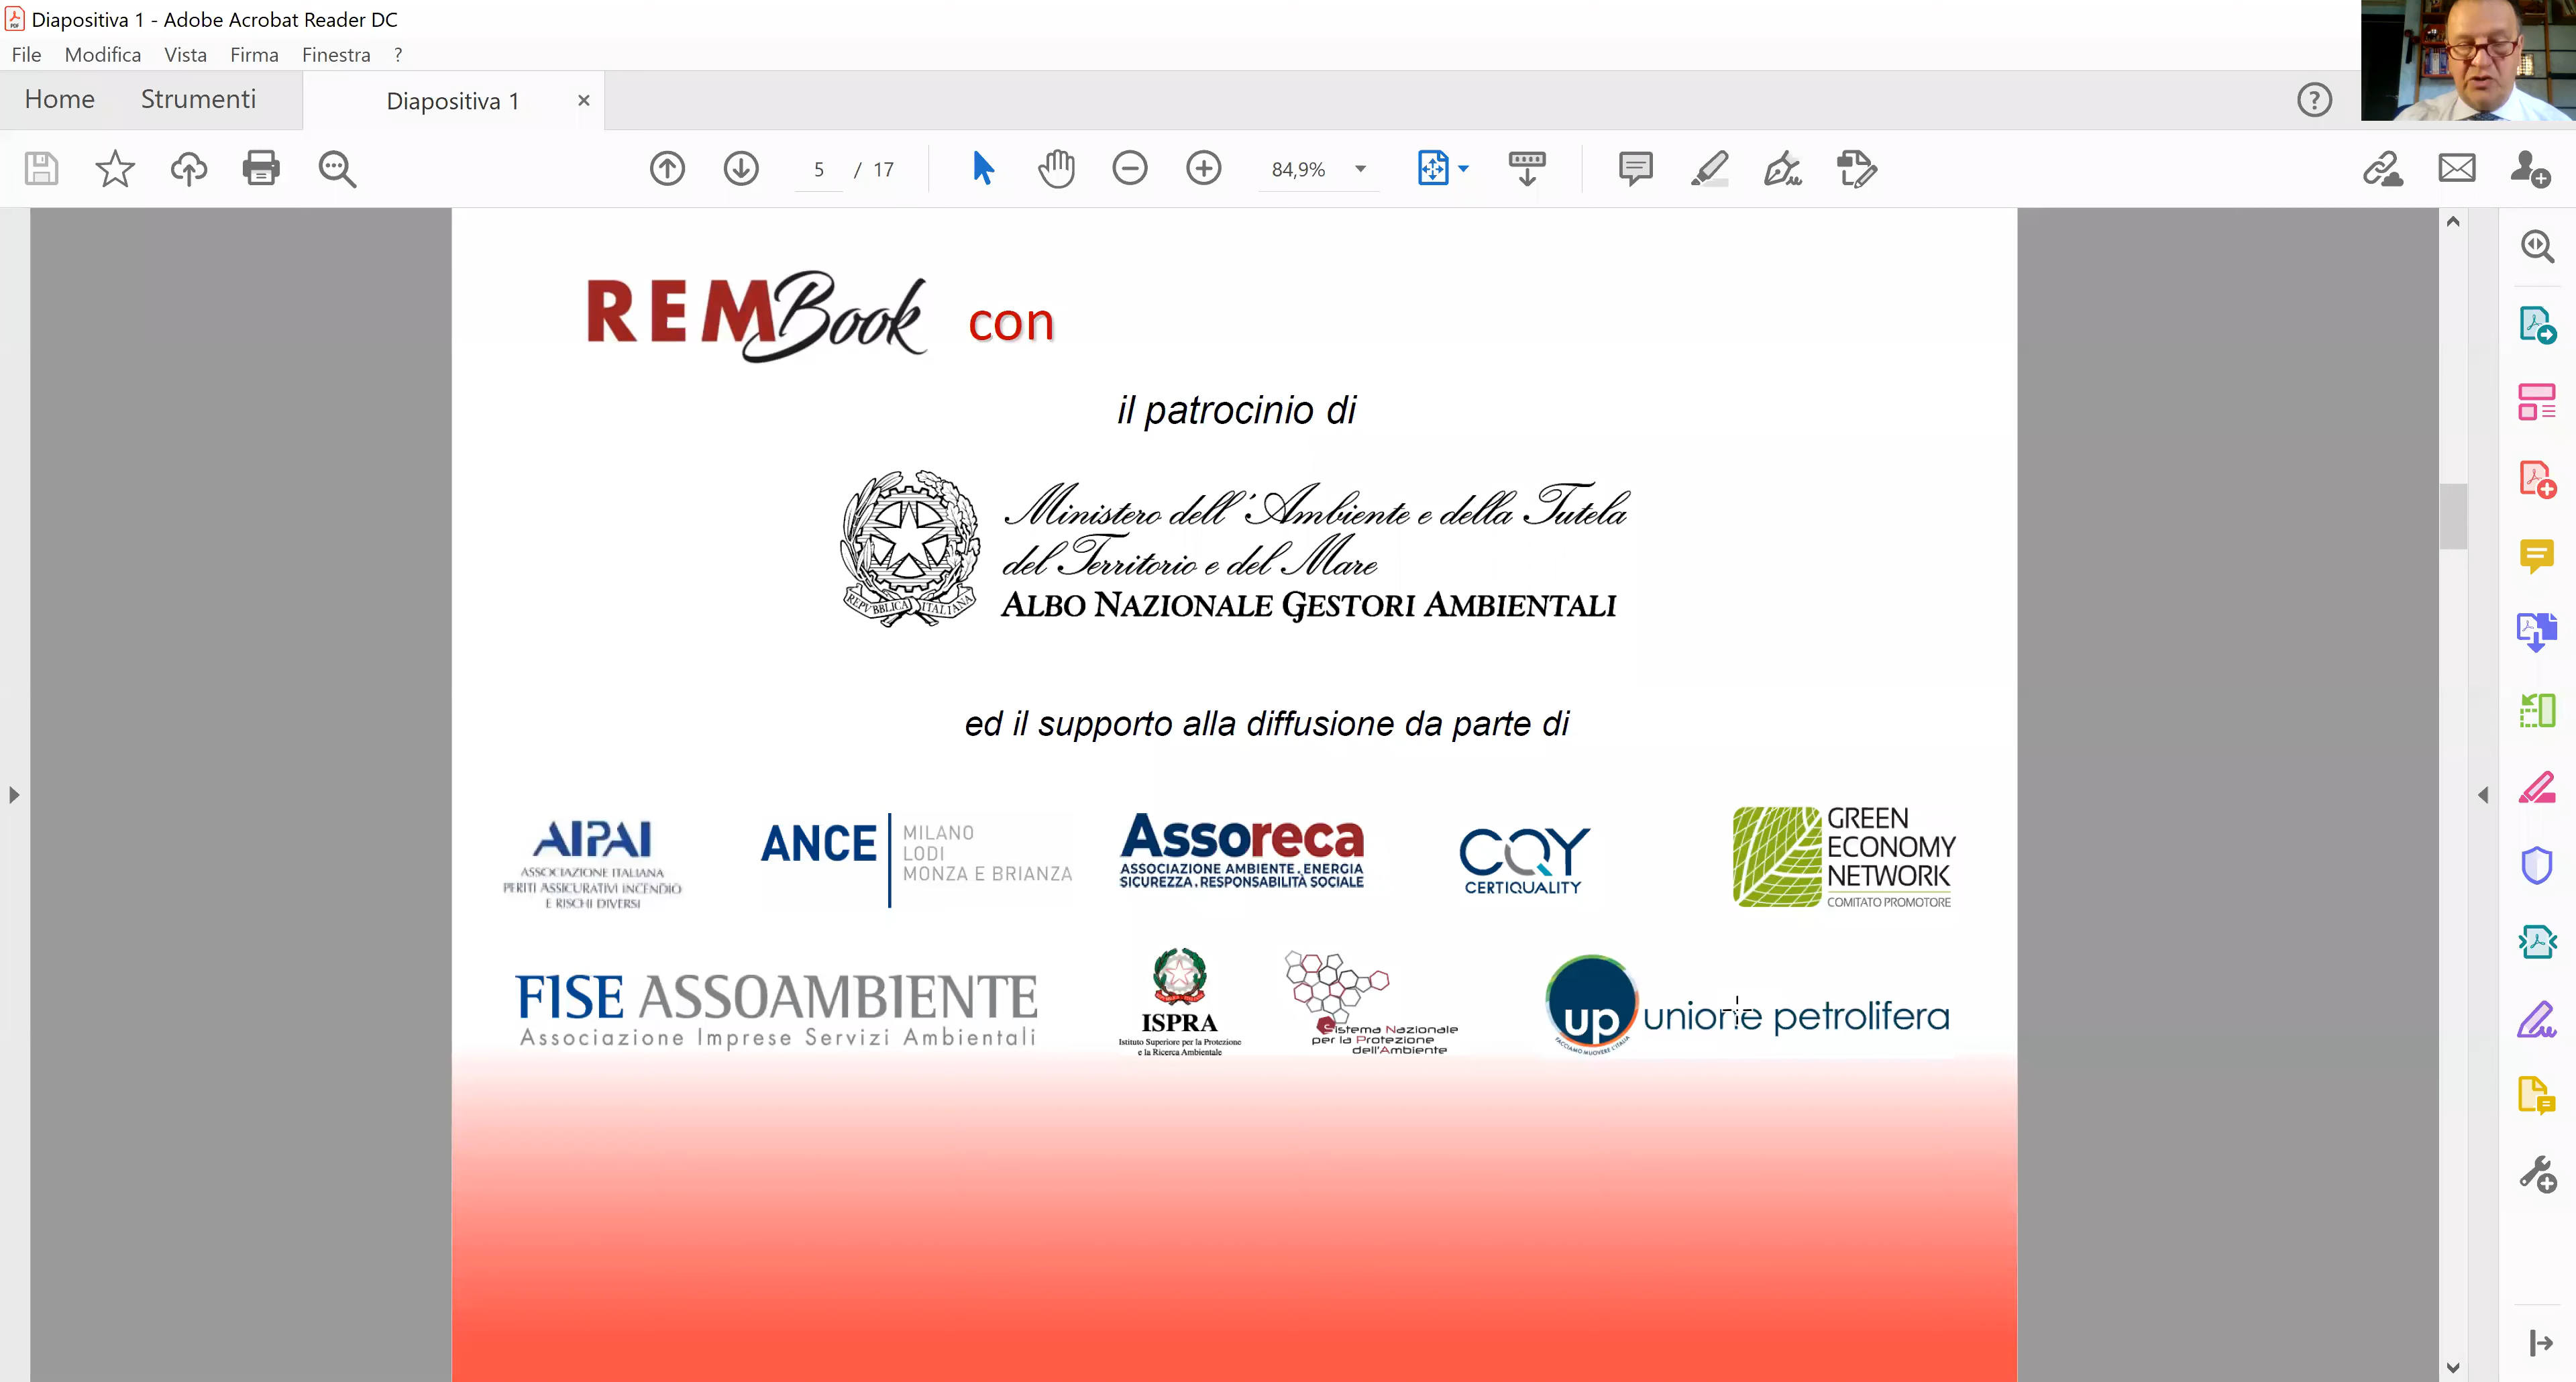 Diapositiva 1 - Adobe Acrobat Reader DC
File Modifica Vista Firma Finestra ?
Home Strumenti Diapositiva 1 ×
5 / 17 84,9%
REMBook con
il patrocinio di
Ministero dell'Ambiente e della Tutela
del Territorio e del Mare
ALBO NAZIONALE GESTORI AMBIENTALI
REPVBBLICA ITALIANA
ed il supporto alla diffusione da parte di
AIPAI
ASSOCIAZIONE ITALIANA
PERITI ASSICURATIVI INCENDIO
E RISCHI DIVERSI
ANCE
MILANO
LODI
MONZA E BRIANZA
Assoreca
ASSOCIAZIONE AMBIENTE. ENERGIA
SICUREZZA. RESPONSABILITÀ SOCIALE
CQY
CERTIQUALITY
GREEN
ECONOMY
NETWORK
COMITATO PROMOTORE
FISE ASSOAMBIENTE
Associazione Imprese Servizi Ambientali
ISPRA
Istituto Superiore per la Protezione
e la Ricerca Ambientale
Sistema Nazionale
per la Protezione
dell'Ambiente
up unione petrolifera
FACCIAMO MUOVERE L'ITALIA